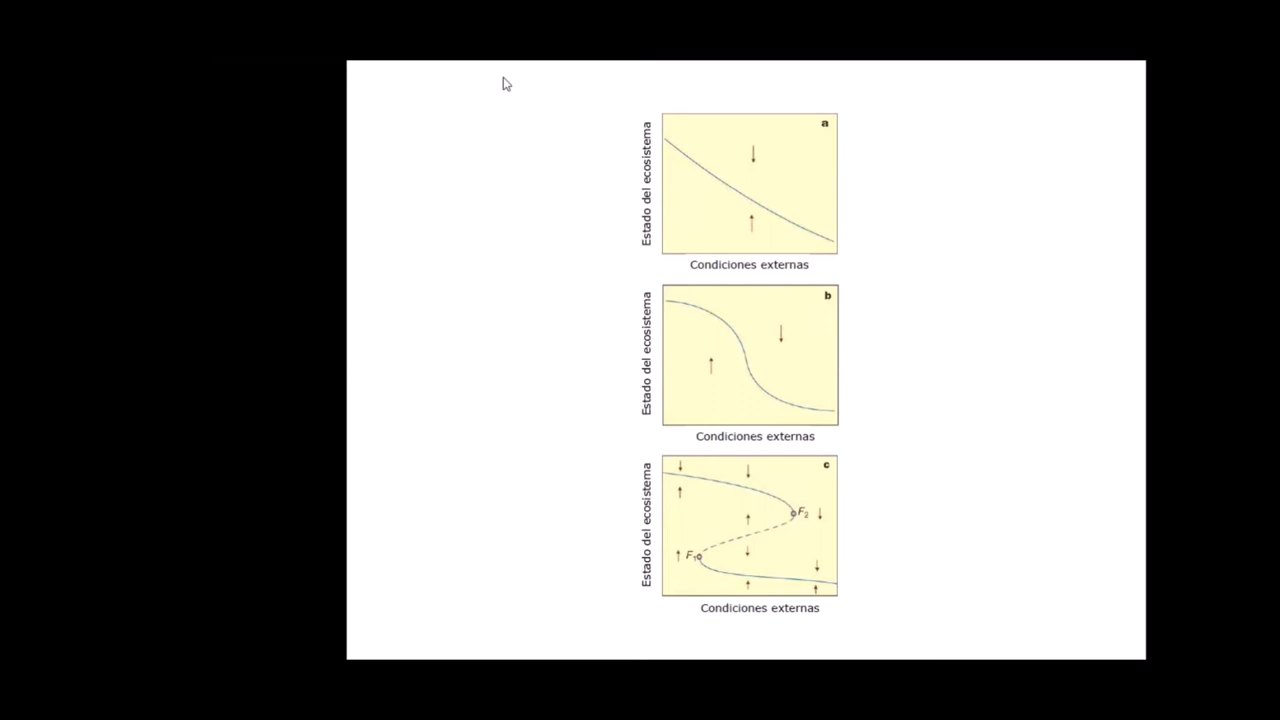 a
Estado del ecosistema
Condiciones externas
b
Estado del ecosistema
Condiciones externas
c
F2
F1
Estado del ecosistema
Condiciones externas